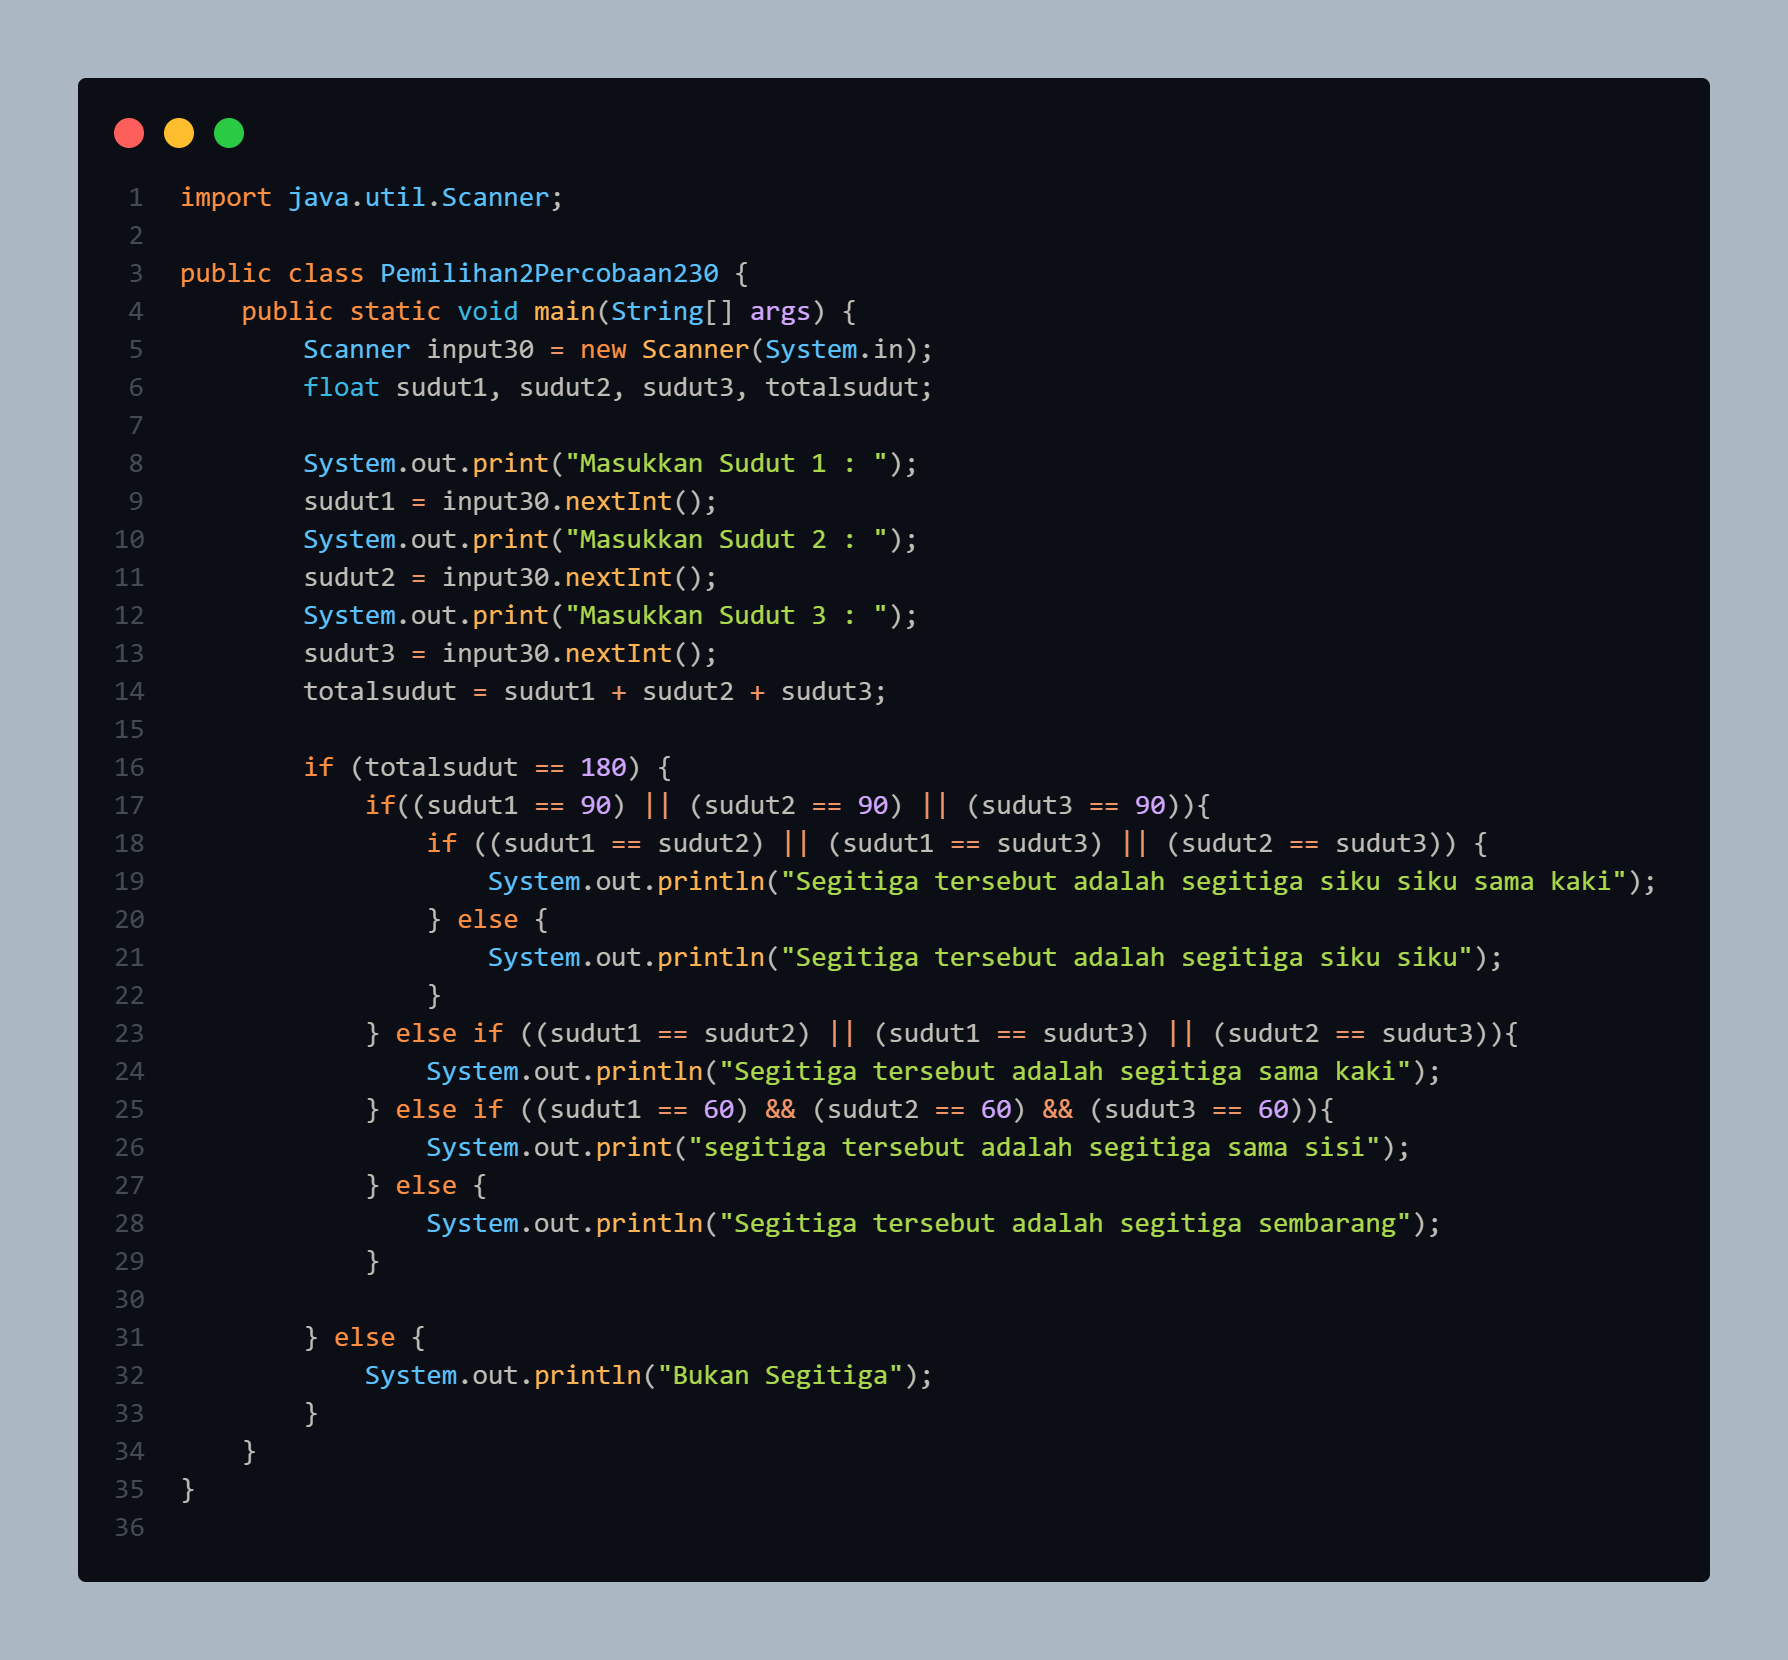 1 import java.util.Scanner;
2
3 public class Pemilihan2Percobaan230 {
4     public static void main(String[] args) {
5         Scanner input30 = new Scanner(System.in);
6         float sudut1, sudut2, sudut3, totalsudut;
7
8         System.out.print("Masukkan Sudut 1 : ");
9         sudut1 = input30.nextInt();
10         System.out.print("Masukkan Sudut 2 : ");
11         sudut2 = input30.nextInt();
12         System.out.print("Masukkan Sudut 3 : ");
13         sudut3 = input30.nextInt();
14         totalsudut = sudut1 + sudut2 + sudut3;
15
16         if (totalsudut == 180) {
17             if((sudut1 == 90) || (sudut2 == 90) || (sudut3 == 90)){
18                 if ((sudut1 == sudut2) || (sudut1 == sudut3) || (sudut2 == sudut3)) {
19                     System.out.println("Segitiga tersebut adalah segitiga siku siku sama kaki");
20                 } else {
21                     System.out.println("Segitiga tersebut adalah segitiga siku siku");
22                 }
23             } else if ((sudut1 == sudut2) || (sudut1 == sudut3) || (sudut2 == sudut3)){
24                 System.out.println("Segitiga tersebut adalah segitiga sama kaki");
25             } else if ((sudut1 == 60) && (sudut2 == 60) && (sudut3 == 60)){
26                 System.out.print("segitiga tersebut adalah segitiga sama sisi");
27             } else {
28                 System.out.println("Segitiga tersebut adalah segitiga sembarang");
29             }
30
31         } else {
32             System.out.println("Bukan Segitiga");
33         }
34     }
35 }
36